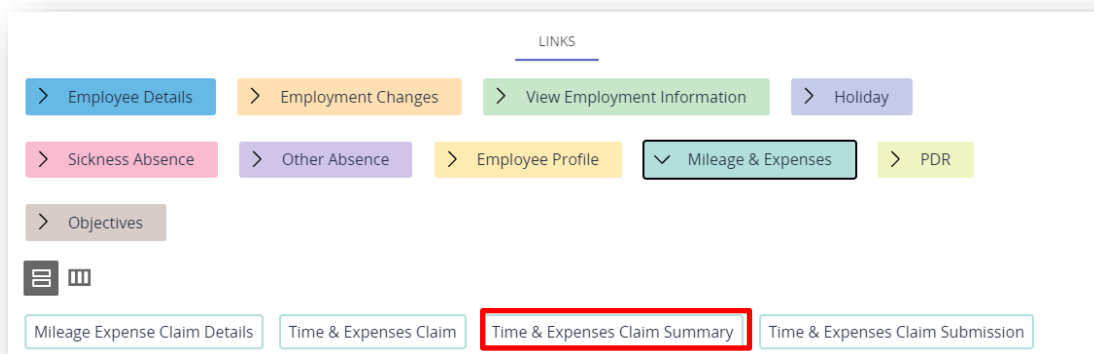 LINKS
Employee Details Employment Changes View Employment Information Holiday
Sickness Absence Other Absence Employee Profile Mileage & Expenses PDR
Objectives
Mileage Expense Claim Details Time & Expenses Claim Time & Expenses Claim Summary Time & Expenses Claim Submission